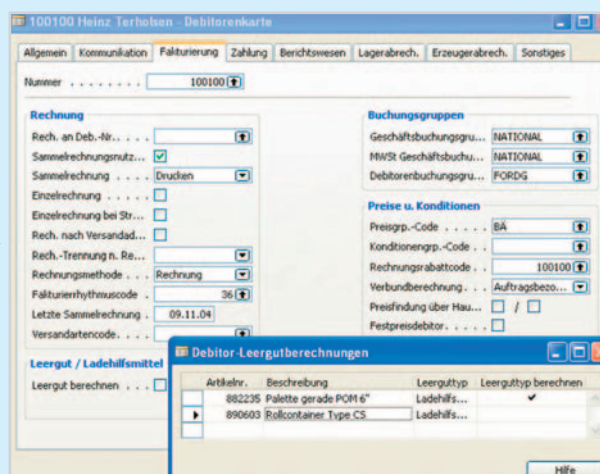 100100 Heinz Terholsen - Debitorenkarte
Allgemein Kommunikation Fakturierung Zahlung Berichtswesen Lagerabrech. Erzeugerabrech. Sonstiges
Nummer . . . . . . . . 100100
Rechnung
Rech. an Deb.-Nr.. . . .
Sammelrechnungsnutz...
Sammelrechnung . . . . Drucken
Einzelrechnung . . . . .
Einzelrechnung bei Str...
Rech. nach Versandad...
Rech.-Trennung n. Re...
Rechnungsmethode . . . Rechnung
Fakturierrhythmuscode . 36
Letzte Sammelrechnung . 09.11.04
Versandartencode. . . .
Leergut / Ladehilfsmittel
Leergut berechnen . . .
Buchungsgruppen
Geschäftsbuchungsgru... NATIONAL
MWSt Geschäftsbuchu... NATIONAL
Debitorenbuchungsgru... FORDG
Preise u. Konditionen
Preisgrp.-Code . . . . . BÄ
Konditionengrp.-Code . .
Rechnungsrabattcode . . 100100
Verbundberechnung. . . Auftragsbezo...
Preisfindung über Hau... /
Festpreisdebitor. . . . .
Debitor-Leergutberechnungen
Artikelnr. Beschreibung Leerguttyp Leerguttyp berechnen
882235 Palette gerade POM 6" Ladehilfs... ✔
890603 Rollcontainer Type CS Ladehilfs...
Hilfe